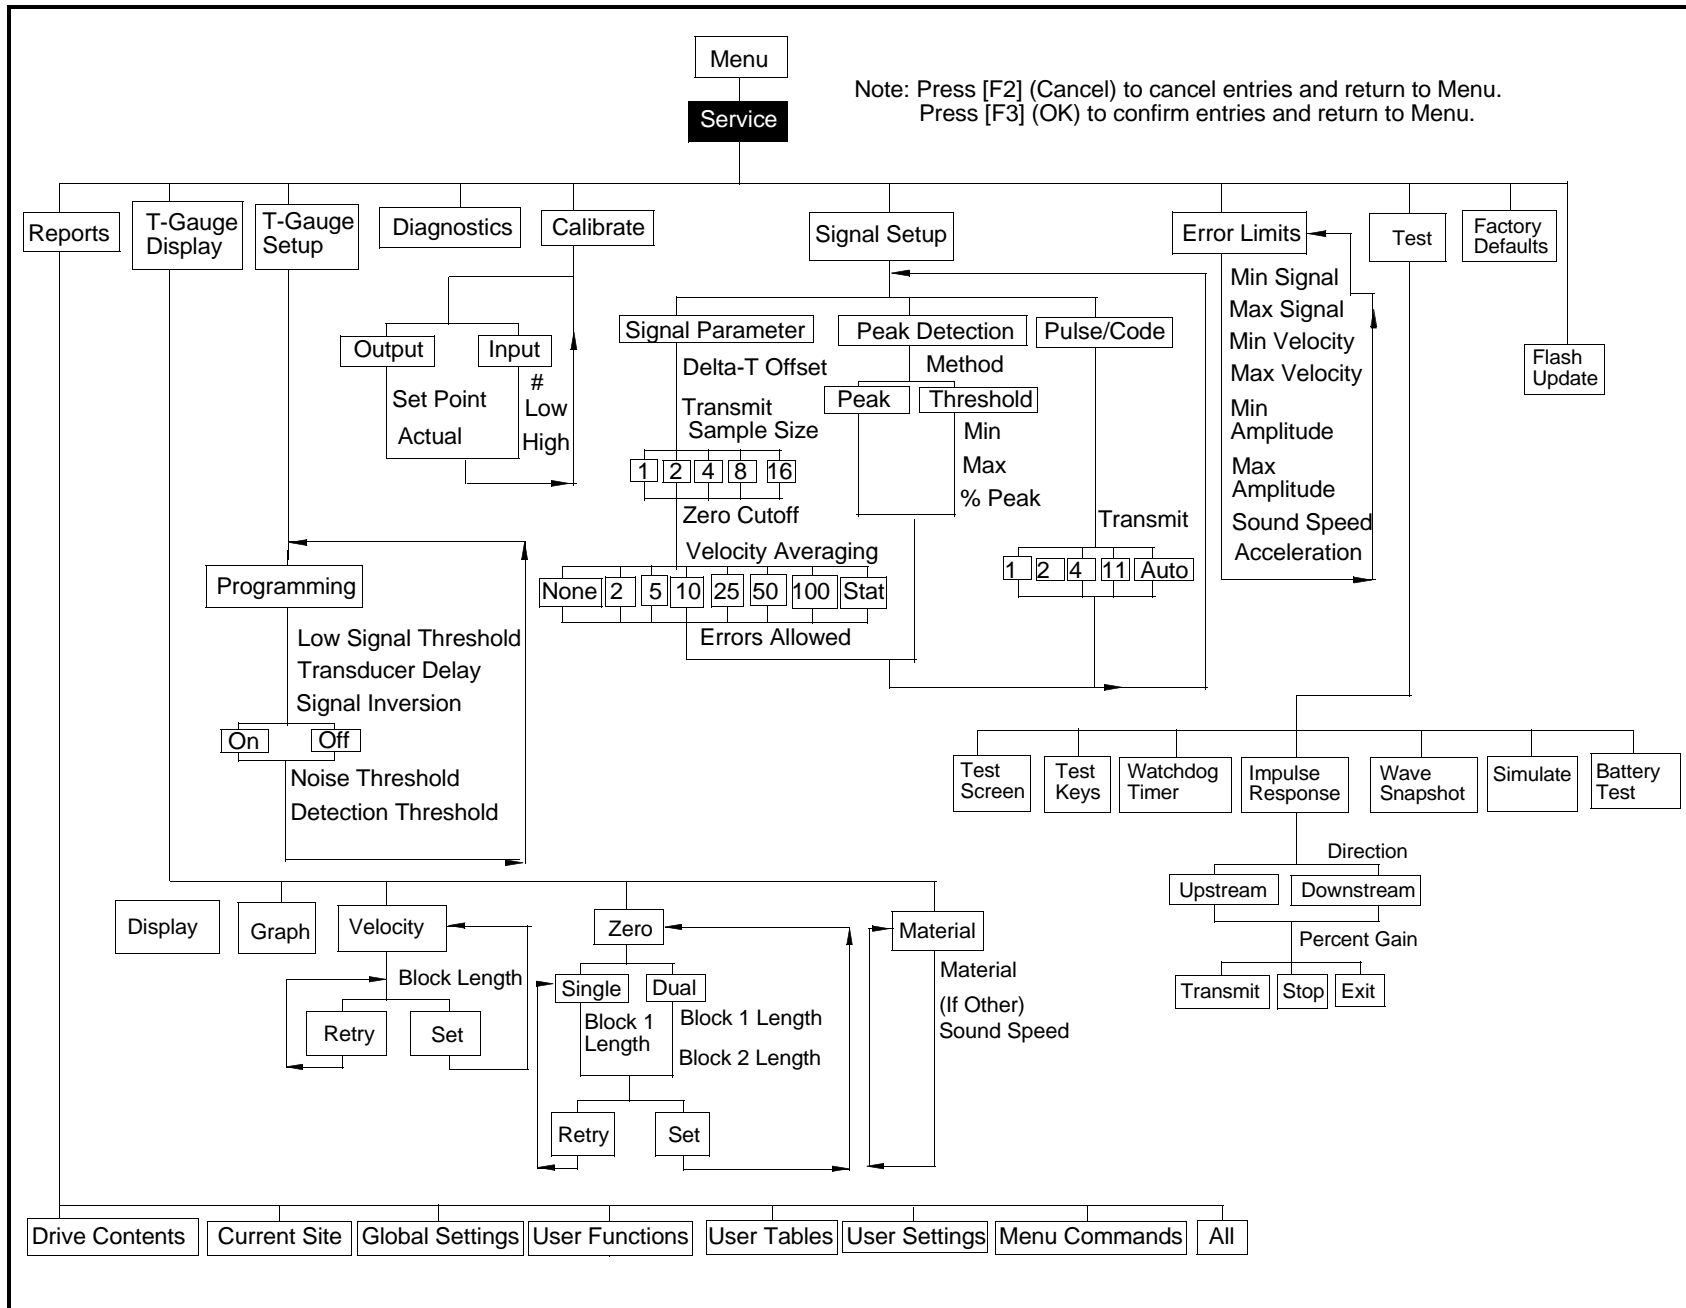 Menu
Note: Press [F2] (Cancel) to cancel entries and return to Menu.
Press [F3] (OK) to confirm entries and return to Menu.
Service
Reports
T-Gauge
Display
T-Gauge
Setup
Diagnostics
Calibrate
Signal Setup
Error Limits
Test
Factory
Defaults
Flash
Update
Output
Input
Set Point
Actual
#
Low
High
Signal Parameter
Delta-T Offset
Transmit
Sample Size
1
2
4
8
16
Zero Cutoff
Velocity Averaging
None
2
5
10
25
50
100
Stat
Errors Allowed
Peak Detection
Method
Peak
Threshold
Min
Max
% Peak
Pulse/Code
Transmit
1
2
4
11
Auto
Min Signal
Max Signal
Min Velocity
Max Velocity
Min
Amplitude
Max
Amplitude
Sound Speed
Acceleration
Programming
Low Signal Threshold
Transducer Delay
Signal Inversion
On
Off
Noise Threshold
Detection Threshold
Test
Screen
Test
Keys
Watchdog
Timer
Impulse
Response
Wave
Snapshot
Simulate
Battery
Test
Direction
Upstream
Downstream
Percent Gain
Transmit
Stop
Exit
Display
Graph
Velocity
Block Length
Retry
Set
Zero
Single
Dual
Block 1
Length
Block 1 Length
Block 2 Length
Retry
Set
Material
Material
(If Other)
Sound Speed
Drive Contents
Current Site
Global Settings
User Functions
User Tables
User Settings
Menu Commands
All